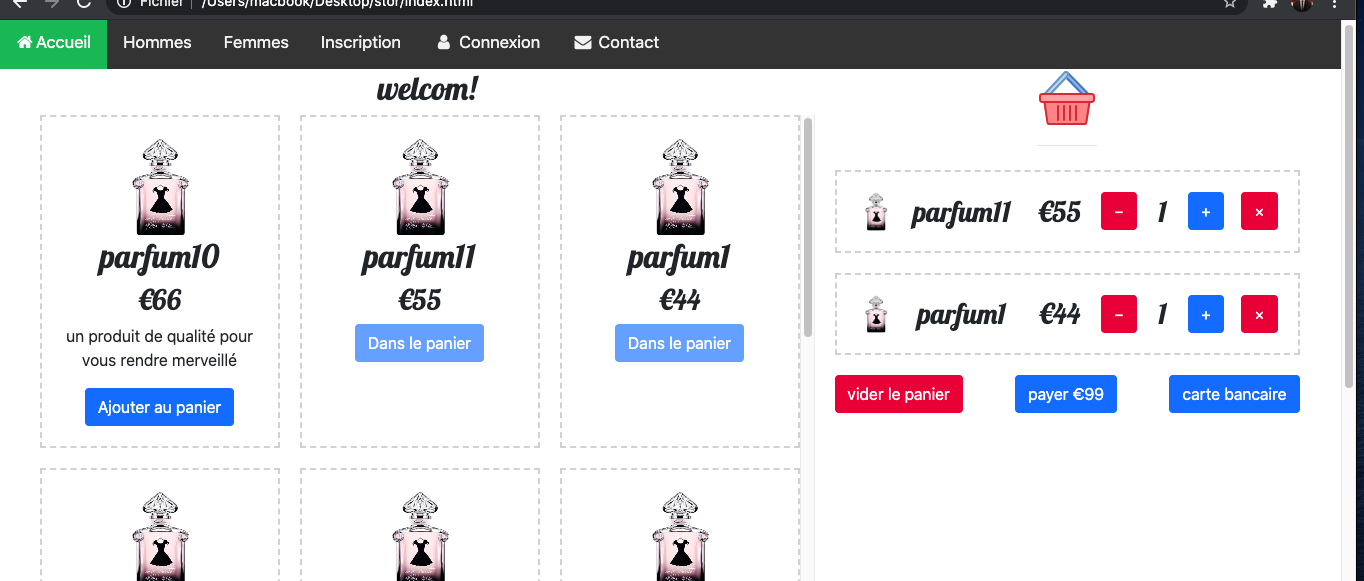 Fichier | /Users/macbook/Desktop/stor/index.html
Accueil Hommes Femmes Inscription Connexion Contact
welcom!
parfum10
€66
un produit de qualité pour
vous rendre merveillé
Ajouter au panier
parfum11
€55
Dans le panier
parfum1
€44
Dans le panier
parfum11 €55 − 1 + ×
parfum1 €44 − 1 + ×
vider le panier payer €99 carte bancaire